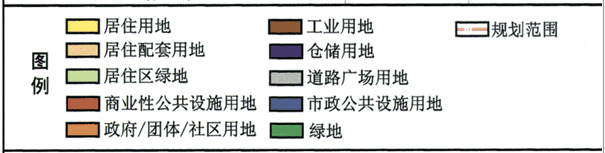 图例
居住用地
居住配套用地
居住区绿地
商业性公共设施用地
政府/团体/社区用地
工业用地
仓储用地
道路广场用地
市政公共设施用地
绿地
规划范围